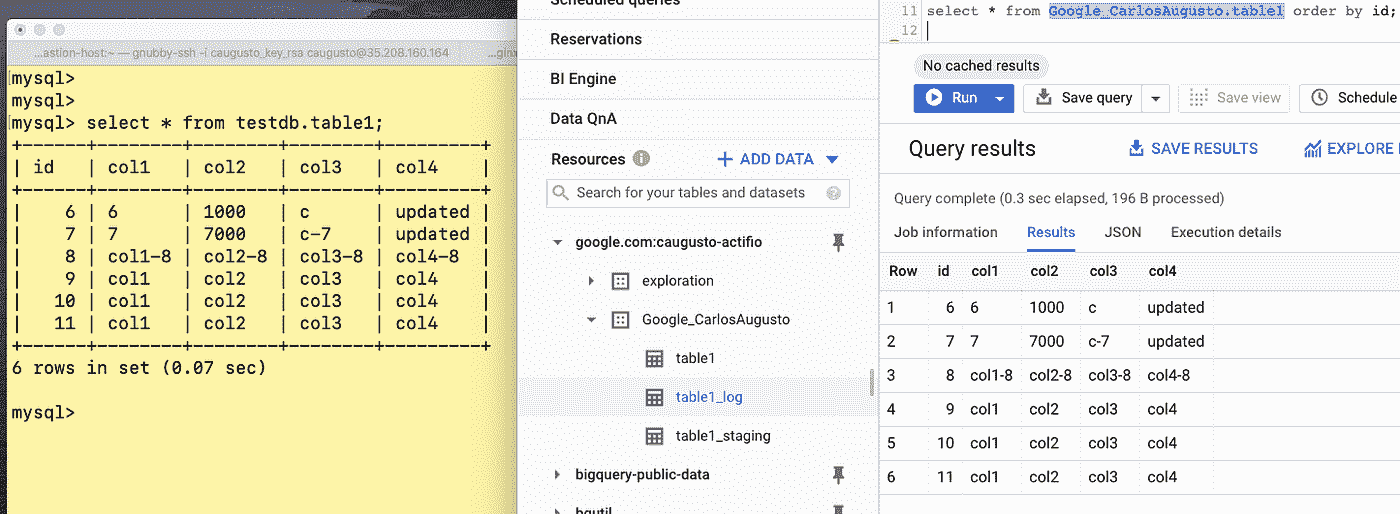 ...astion-host:~ — gnubby-ssh -i caugusto_key_rsa caugusto@35.208.160.164 ...ginx
mysql>
mysql>
mysql> select * from testdb.table1;
+------+--------+--------+--------+---------+
| id | col1 | col2 | col3 | col4 |
+------+--------+--------+--------+---------+
| 6 | 6 | 1000 | c | updated |
| 7 | 7 | 7000 | c-7 | updated |
| 8 | col1-8 | col2-8 | col3-8 | col4-8 |
| 9 | col1 | col2 | col3 | col4 |
| 10 | col1 | col2 | col3 | col4 |
| 11 | col1 | col2 | col3 | col4 |
+------+--------+--------+--------+---------+
6 rows in set (0.07 sec)
mysql>
Scheduled queries
Reservations
BI Engine
Data QnA
Resources ADD DATA
Search for your tables and datasets
google.com:caugusto-actifio
exploration
Google_CarlosAugusto
table1
table1_log
table1_staging
bigquery-public-data
bqutil
11 select * from Google_CarlosAugusto.table1 order by id;
12
No cached results
Run Save query Save view Schedule
Query results SAVE RESULTS EXPLORE
Query complete (0.3 sec elapsed, 196 B processed)
Job information Results JSON Execution details
Row id col1 col2 col3 col4
1 6 6 1000 c updated
2 7 7 7000 c-7 updated
3 8 col1-8 col2-8 col3-8 col4-8
4 9 col1 col2 col3 col4
5 10 col1 col2 col3 col4
6 11 col1 col2 col3 col4